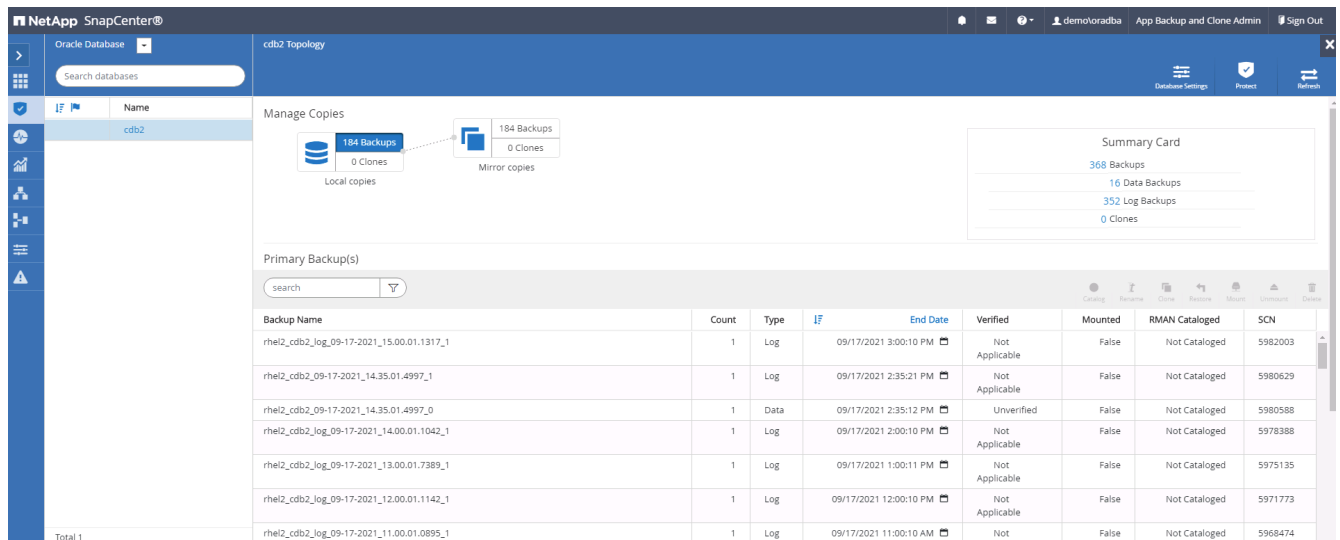 NetApp SnapCenter®
demo\oradba App Backup and Clone Admin Sign Out
Oracle Database
Search databases
Name
cdb2
Total 1
cdb2 Topology
Database Settings Protect Refresh
Manage Copies
184 Backups
0 Clones
Local copies
184 Backups
0 Clones
Mirror copies
Summary Card
368 Backups
16 Data Backups
352 Log Backups
0 Clones
Primary Backup(s)
search
Catalog Rename Clone Restore Mount Unmount Delete
Backup Name Count Type End Date Verified Mounted RMAN Cataloged SCN
rhel2_cdb2_log_09-17-2021_15.00.01.1317_1 1 Log 09/17/2021 3:00:10 PM Not Applicable False Not Cataloged 5982003
rhel2_cdb2_09-17-2021_14.35.01.4997_1 1 Log 09/17/2021 2:35:21 PM Not Applicable False Not Cataloged 5980629
rhel2_cdb2_09-17-2021_14.35.01.4997_0 1 Data 09/17/2021 2:35:12 PM Unverified False Not Cataloged 5980588
rhel2_cdb2_log_09-17-2021_14.00.01.1042_1 1 Log 09/17/2021 2:00:10 PM Not Applicable False Not Cataloged 5978388
rhel2_cdb2_log_09-17-2021_13.00.01.7389_1 1 Log 09/17/2021 1:00:11 PM Not Applicable False Not Cataloged 5975135
rhel2_cdb2_log_09-17-2021_12.00.01.1142_1 1 Log 09/17/2021 12:00:10 PM Not Applicable False Not Cataloged 5971773
rhel2_cdb2_log_09-17-2021_11.00.01.0895_1 1 Log 09/17/2021 11:00:10 AM Not False Not Cataloged 5968474